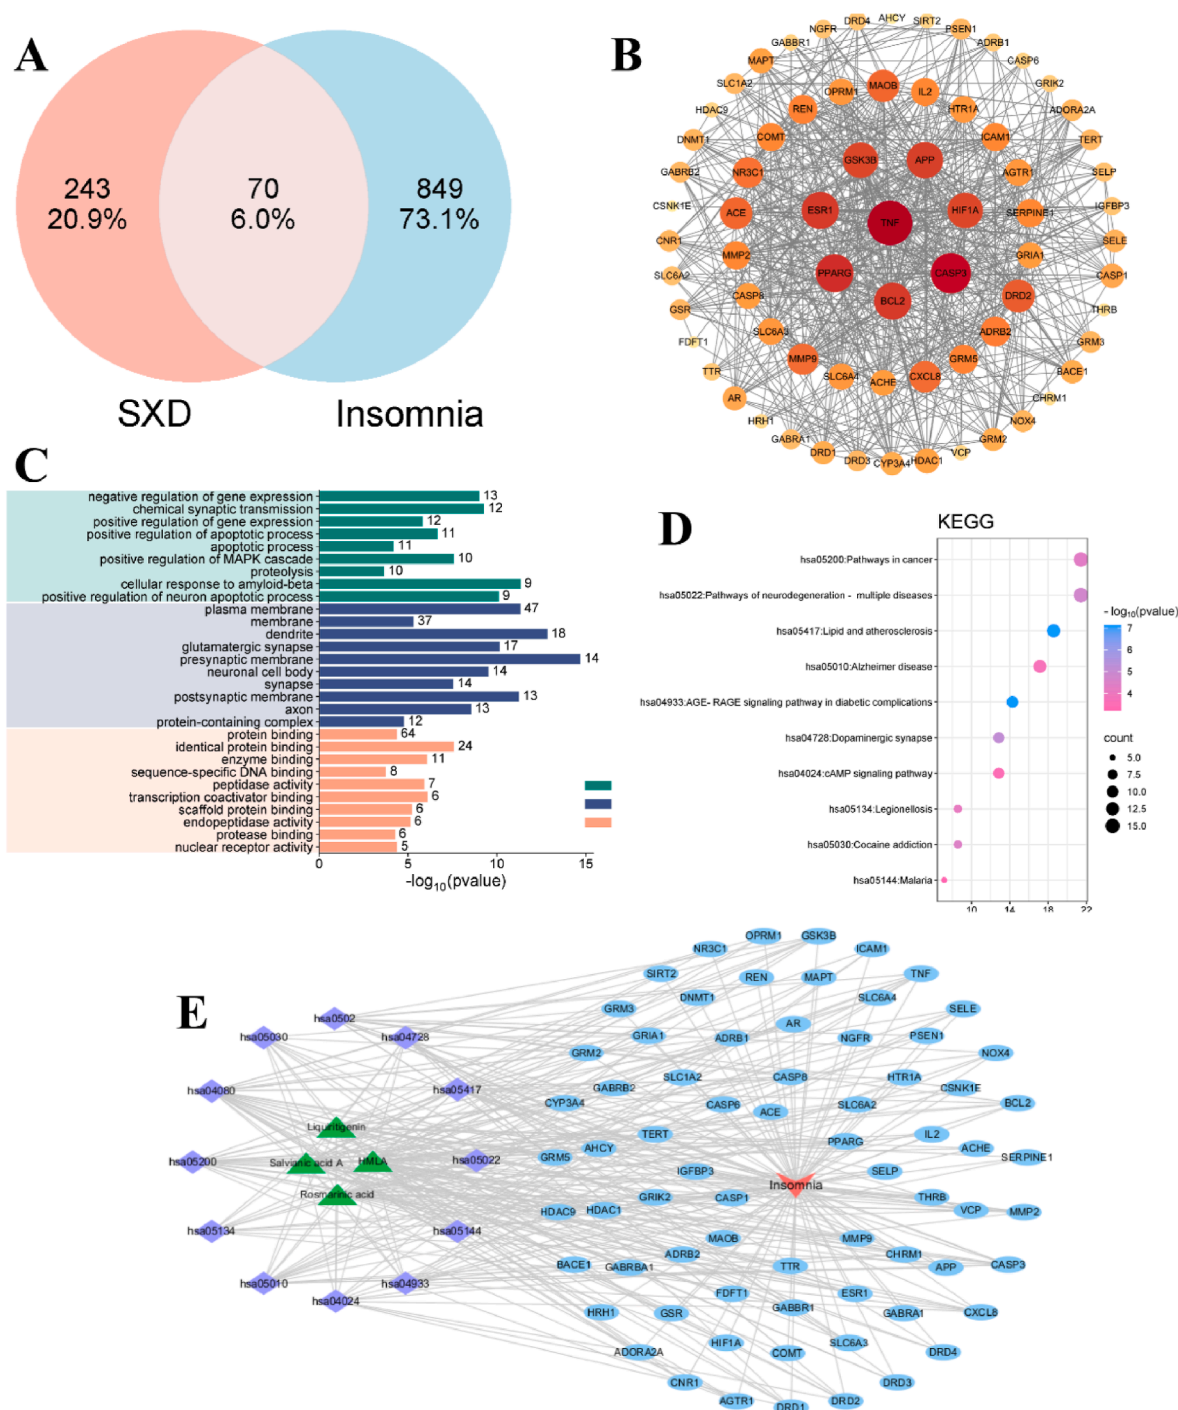 A
243
20.9%
70
6.0%
849
73.1%
SXD
Insomnia
B
AHCY
DRD4
SIRT2
NGFR
PSEN1
GABBR1
ADRB1
MAPT
CASP6
SLC1A2
OPRM1
MAOB
IL2
GRIK2
HDAC9
REN
HTR1A
ADORA2A
DNMT1
COMT
ICAM1
TERT
GSK3B
APP
GABRB2
NR3C1
AGTR1
SELP
CSNK1E
ACE
ESR1
TNF
HIF1A
SERPINE1
IGFBP3
CNR1
MMP2
GRIA1
SELE
SLC6A2
PPARG
CASP3
CASP1
CASP8
BCL2
DRD2
GSR
THRB
SLC6A3
ADRB2
FDFT1
GRM3
MMP9
GRM5
TTR
SLC6A4
ACHE
CXCL8
BACE1
AR
CHRM1
HRH1
NOX4
GABRA1
GRM2
DRD1
DRD3
CYP3A4
HDAC1
VCP
C
negative regulation of gene expression 13
chemical synaptic transmission 12
positive regulation of gene expression 12
positive regulation of apoptotic process 11
apoptotic process 11
positive regulation of MAPK cascade 10
proteolysis 10
cellular response to amyloid-beta 9
positive regulation of neuron apoptotic process 9
plasma membrane 47
membrane 37
dendrite 18
glutamatergic synapse 17
presynaptic membrane 14
neuronal cell body 14
synapse 14
postsynaptic membrane 13
axon 13
protein-containing complex 12
protein binding 64
identical protein binding 24
enzyme binding 11
sequence-specific DNA binding 8
peptidase activity 7
transcription coactivator binding 6
scaffold protein binding 6
endopeptidase activity 6
protease binding 6
nuclear receptor activity 5
0 5 10 15
-log10(pvalue)
D
KEGG
hsa05200:Pathways in cancer
hsa05022:Pathways of neurodegeneration - multiple diseases
hsa05417:Lipid and atherosclerosis
hsa05010:Alzheimer disease
hsa04933:AGE- RAGE signaling pathway in diabetic complications
hsa04728:Dopaminergic synapse
hsa04024:cAMP signaling pathway
hsa05134:Legionellosis
hsa05030:Cocaine addiction
hsa05144:Malaria
10 14 18 22
- log10(pvalue)
7
6
5
4
count
5.0
7.5
10.0
12.5
15.0
E
hsa0502
hsa05030
hsa04728
hsa04080
hsa05417
Liquiritigenin
hsa05200
Salvianic acid A
HMLA
hsa05022
Rosmarinic acid
hsa05134
hsa05144
hsa05010
hsa04933
hsa04024
OPRM1
GSK3B
NR3C1
ICAM1
SIRT2
REN
MAPT
TNF
DNMT1
SLC6A4
GRM3
SELE
AR
GRIA1
ADRB1
NGFR
PSEN1
GRM2
NOX4
SLC1A2
CASP8
HTR1A
GABRB2
CSNK1E
CYP3A4
CASP6
ACE
SLC6A2
BCL2
TERT
PPARG
IL2
AHCY
ACHE
GRM5
SERPINE1
IGFBP3
SELP
Insomnia
GRIK2
CASP1
THRB
HDAC9
HDAC1
VCP
MMP2
MAOB
MMP9
ADRB2
CHRM1
BACE1
GABRBA1
TTR
APP
CASP3
FDFT1
ESR1
HRH1
GSR
GABBR1
GABRA1
CXCL8
HIF1A
SLC6A3
ADORA2A
COMT
DRD4
CNR1
DRD3
AGTR1
DRD2
DRD1